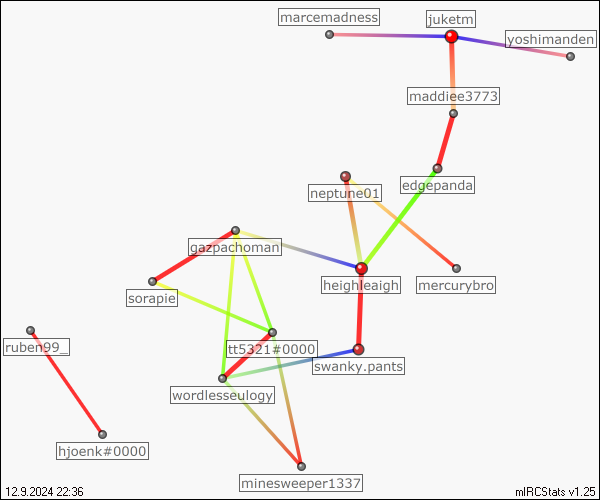 marcemadness
juketm
yoshimanden
maddiee3773
edgepanda
neptune01
gazpachoman
heighleaigh
mercurybro
sorapie
ruben99_
tt5321#0000
swanky.pants
wordlesseulogy
hjoenk#0000
minesweeper1337
12.9.2024 22:36
mIRCStats v1.25